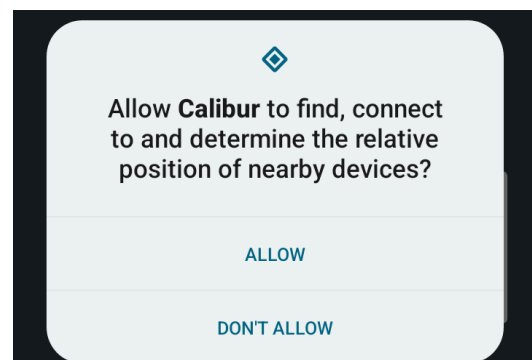 Allow Calibur to find, connect
to and determine the relative
position of nearby devices?
ALLOW
DON'T ALLOW